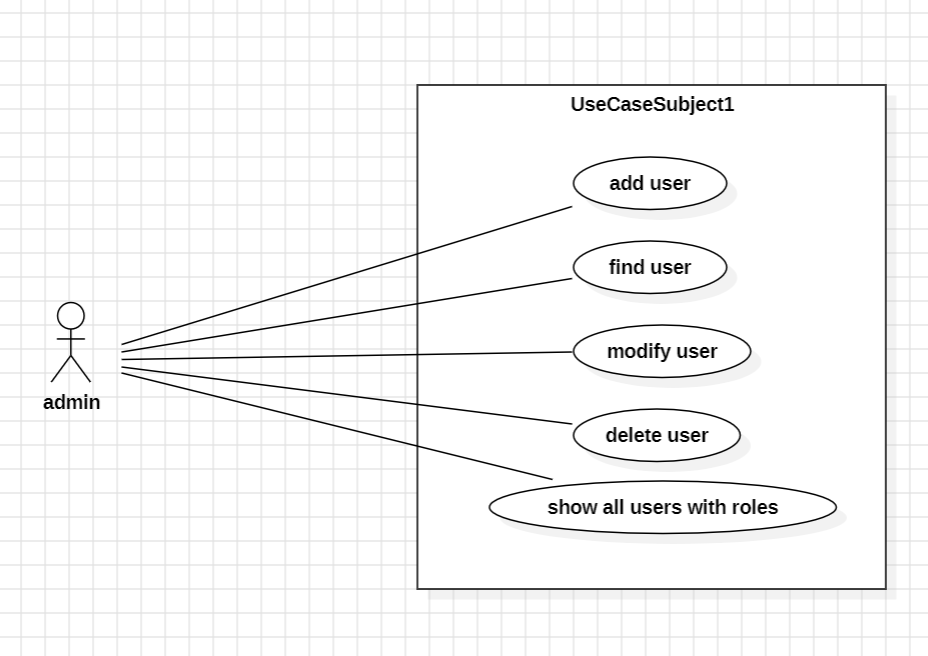 UseCaseSubject1
add user
find user
modify user
delete user
show all users with roles
admin